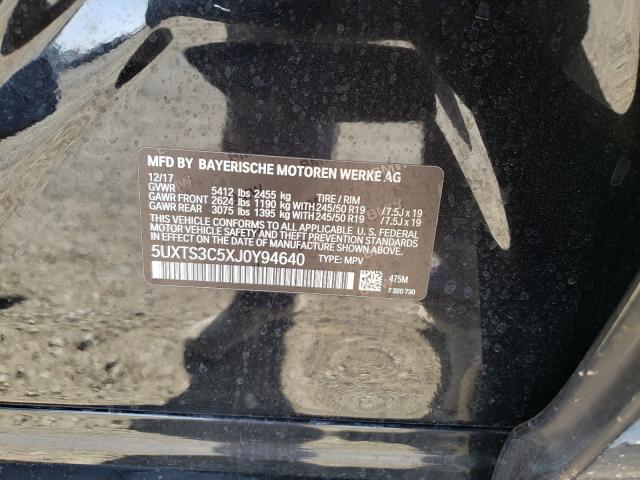 MFD BY BAYERISCHE MOTOREN WERKE AG
12/17
GVWR 5412 lbs 2455 kg TIRE / RIM
GAWR FRONT 2624 lbs 1190 kg WITH 245/50 R19 / 7.5J x 19
GAWR REAR 3075 lbs 1395 kg WITH 245/50 R19 / 7.5J x 19
THIS VEHICLE CONFORMS TO ALL APPLICABLE U.S. FEDERAL
MOTOR VEHICLE SAFETY, BUMPER, AND
THEFT PREVENTION STANDARDS IN EFFECT ON
THE DATE OF MANUFACTURE SHOWN ABOVE.
5UXTS3C5XJ0Y94640 TYPE: MPV
475M
7 320 730